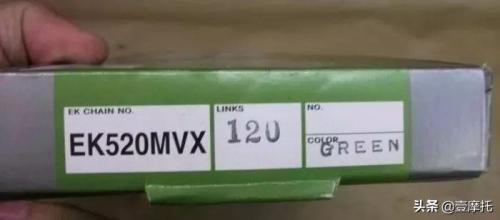 EK CHAIN NO.
EK520MVX
LINKS
120
NO.
COLOR
GREEN
头条 @壹摩托